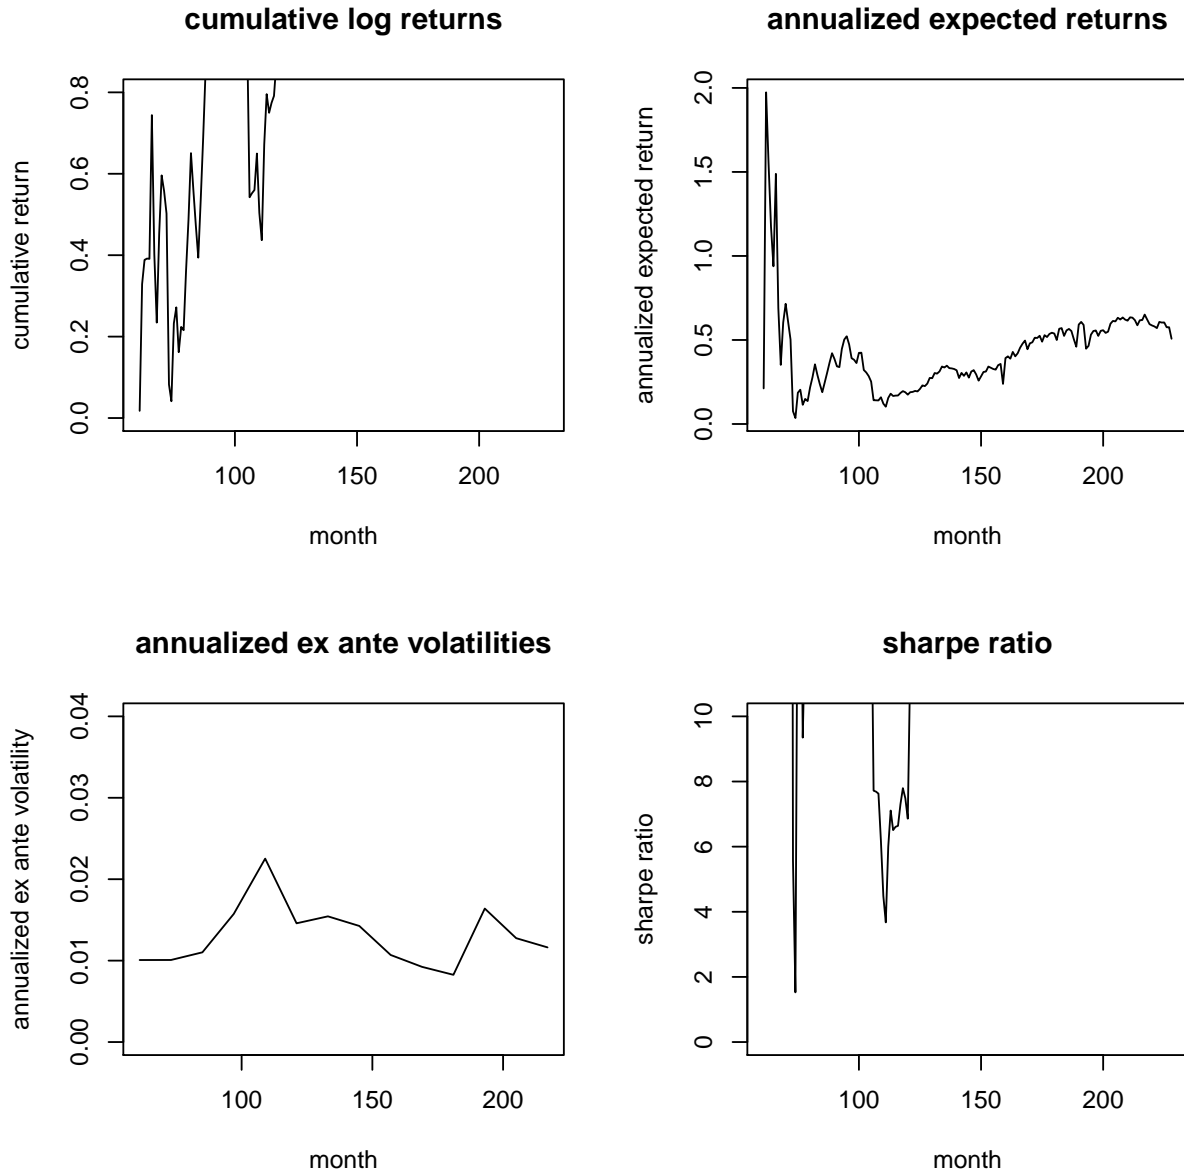 cumulative log returns
cumulative return
0.0 0.2 0.4 0.6 0.8
100 150 200
month
annualized expected returns
annualized expected return
0.0 0.5 1.0 1.5 2.0
100 150 200
month
annualized ex ante volatilities
annualized ex ante volatility
0.00 0.01 0.02 0.03 0.04
100 150 200
month
sharpe ratio
sharpe ratio
0 2 4 6 8 10
100 150 200
month